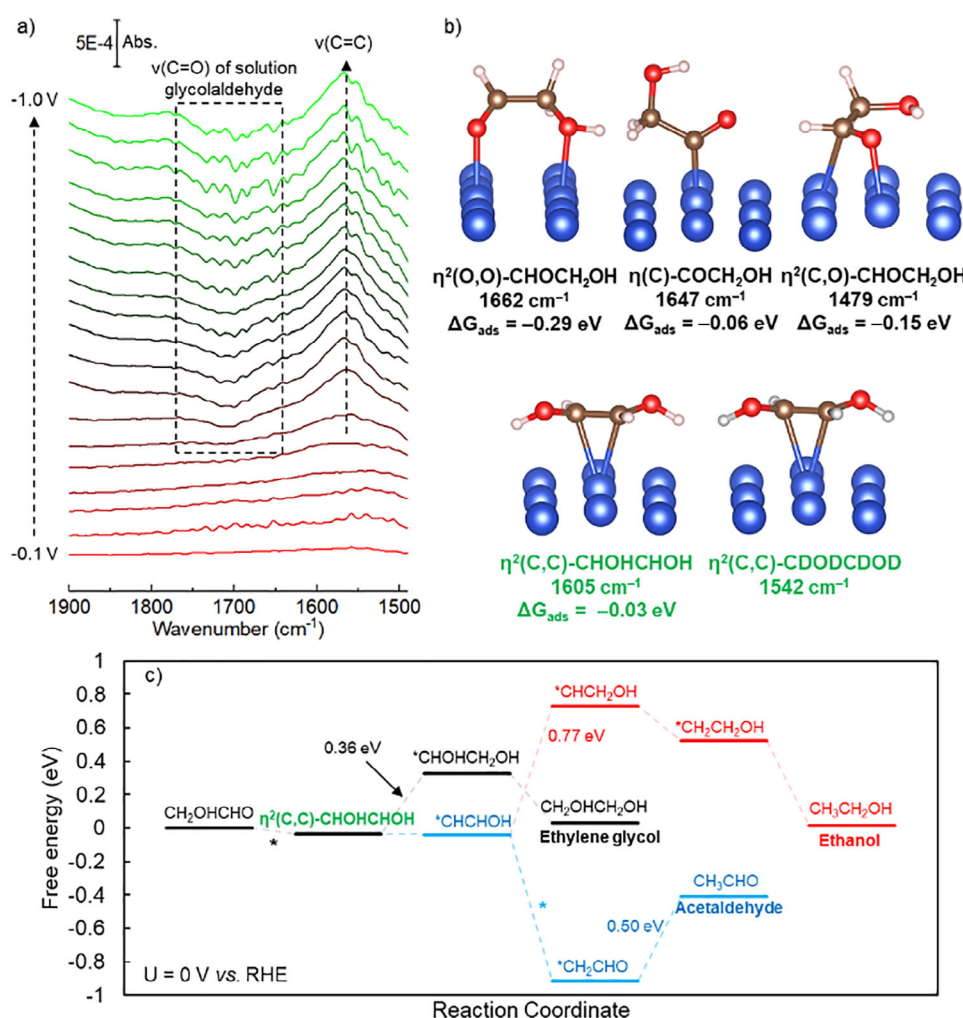 a)
5E-4 Abs.
ν(C=O) of solution
glycolaldehyde
ν(C=C)
-1.0 V
-0.1 V
1900 1800 1700 1600 1500
Wavenumber (cm⁻¹)
b)
η²(O,O)-CHOCH₂OH
1662 cm⁻¹
ΔG_ads = −0.29 eV
η(C)-COCH₂OH
1647 cm⁻¹
ΔG_ads = −0.06 eV
η²(C,O)-CHOCH₂OH
1479 cm⁻¹
ΔG_ads = −0.15 eV
η²(C,C)-CHOHCHOH
1605 cm⁻¹
ΔG_ads = −0.03 eV
η²(C,C)-CDODCDOD
1542 cm⁻¹
c)
Free energy (eV)
1
0.8
0.6
0.4
0.2
0
-0.2
-0.4
-0.6
-0.8
-1
CH₂OHCHO
*
η²(C,C)-CHOHCHOH
0.36 eV
*CHOHCH₂OH
*CHCHOH
*CHCH₂OH
0.77 eV
*CH₂CH₂OH
CH₂OHCH₂OH
Ethylene glycol
CH₃CH₂OH
Ethanol
*
CH₃CHO
Acetaldehyde
0.50 eV
*CH₂CHO
U = 0 V vs. RHE
Reaction Coordinate